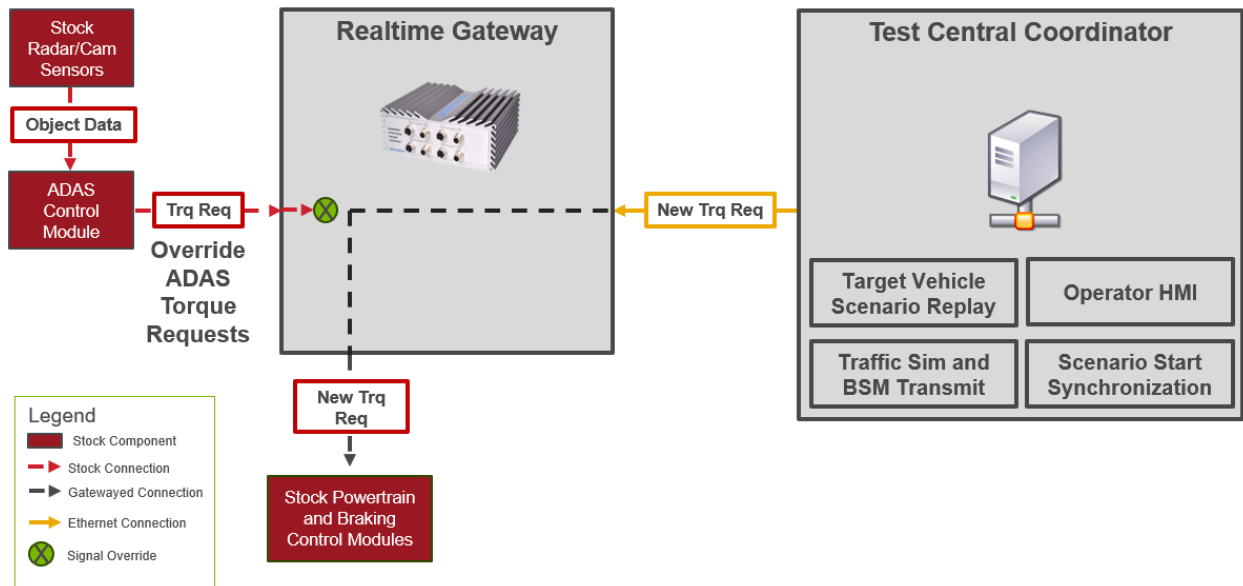 Stock
Radar/Cam
Sensors
Object Data
ADAS
Control
Module
Trq Req
Override
ADAS
Torque
Requests
Realtime Gateway
New Trq Req
Test Central Coordinator
Target Vehicle
Scenario Replay
Operator HMI
Traffic Sim and
BSM Transmit
Scenario Start
Synchronization
New Trq
Req
Stock Powertrain
and Braking
Control Modules
Legend
Stock Component
Stock Connection
Gatewayed Connection
Ethernet Connection
Signal Override